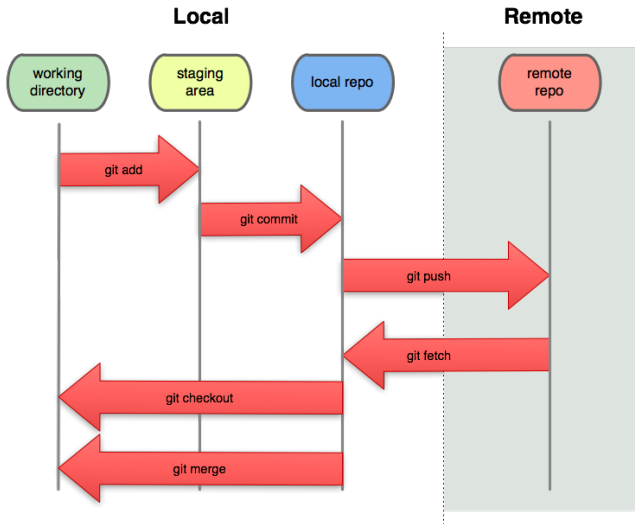 Local
Remote
working
directory
staging
area
local repo
remote
repo
git add
git commit
git push
git fetch
git checkout
git merge